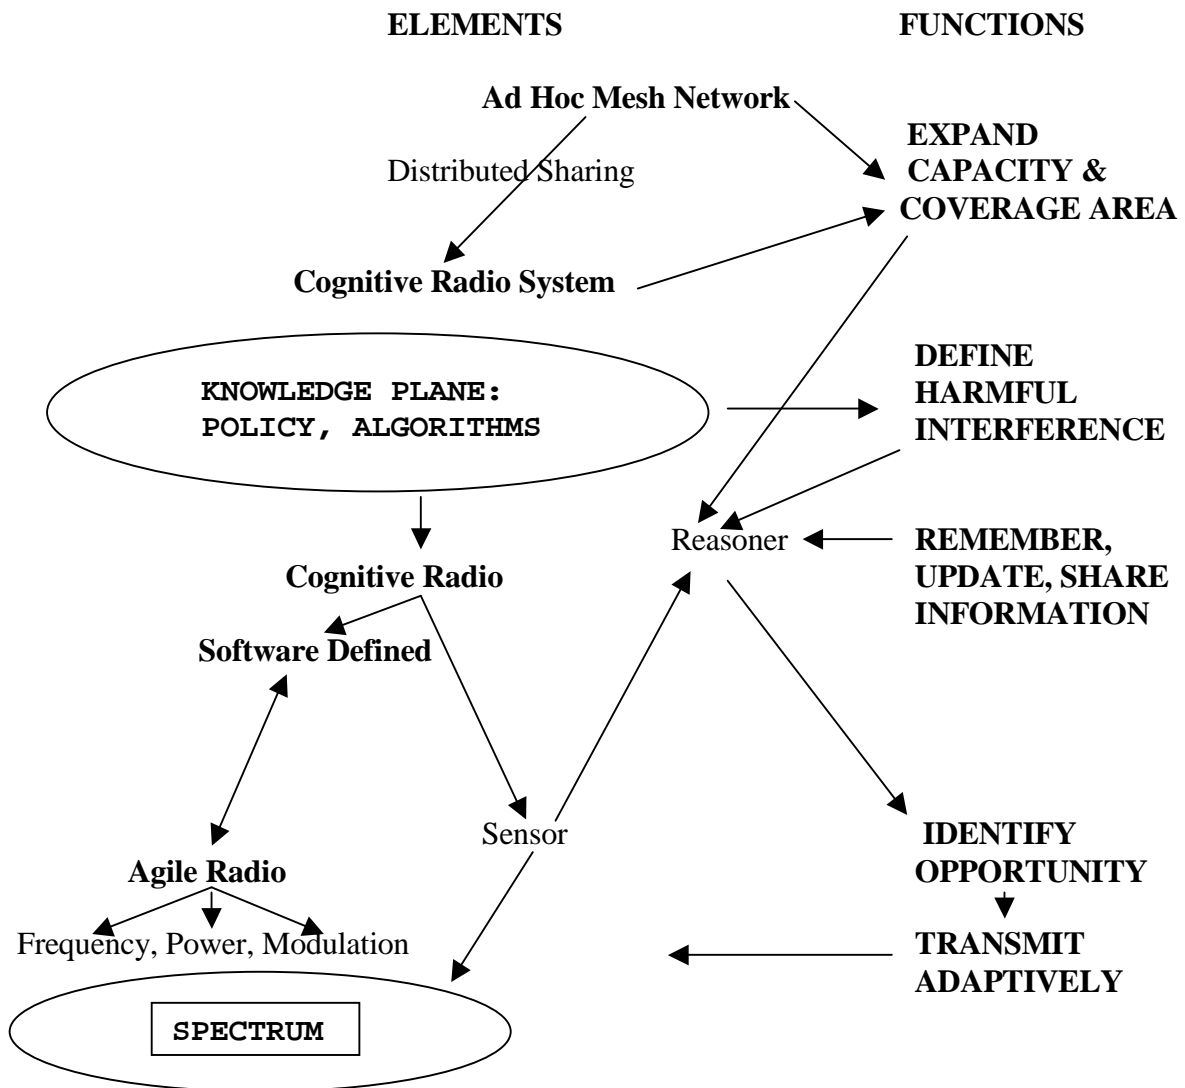 ELEMENTS
FUNCTIONS
Ad Hoc Mesh Network
EXPAND
CAPACITY &
COVERAGE AREA
Distributed Sharing
Cognitive Radio System
KNOWLEDGE PLANE:
POLICY, ALGORITHMS
DEFINE
HARMFUL
INTERFERENCE
Reasoner
REMEMBER,
UPDATE, SHARE
INFORMATION
Cognitive Radio
Software Defined
Sensor
IDENTIFY
OPPORTUNITY
Agile Radio
Frequency, Power, Modulation
TRANSMIT
ADAPTIVELY
SPECTRUM